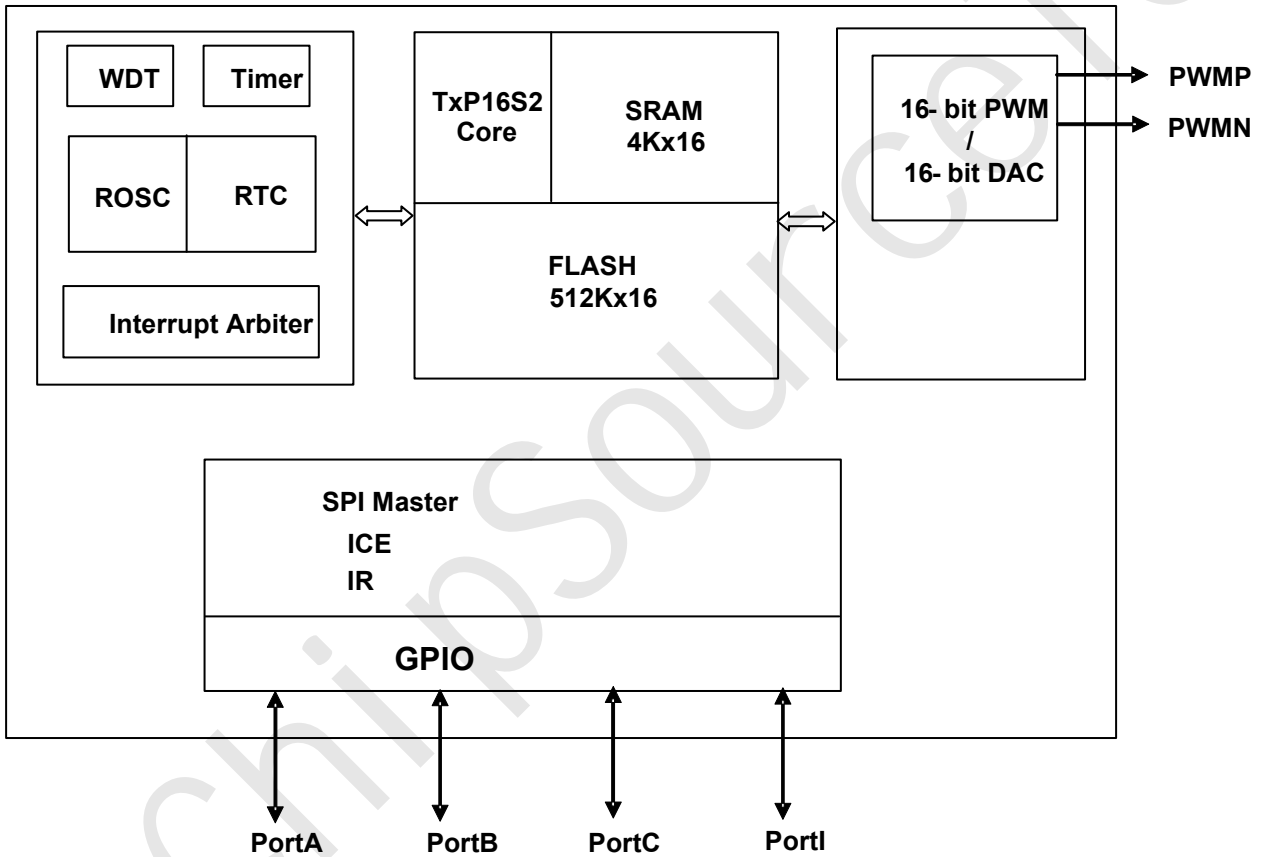 WDT
Timer
ROSC
RTC
Interrupt Arbiter
TxP16S2
Core
SRAM
4Kx16
FLASH
512Kx16
16- bit PWM
/
16- bit DAC
PWMP
PWMN
SPI Master
ICE
IR
GPIO
PortA
PortB
PortC
PortI
ChipSource